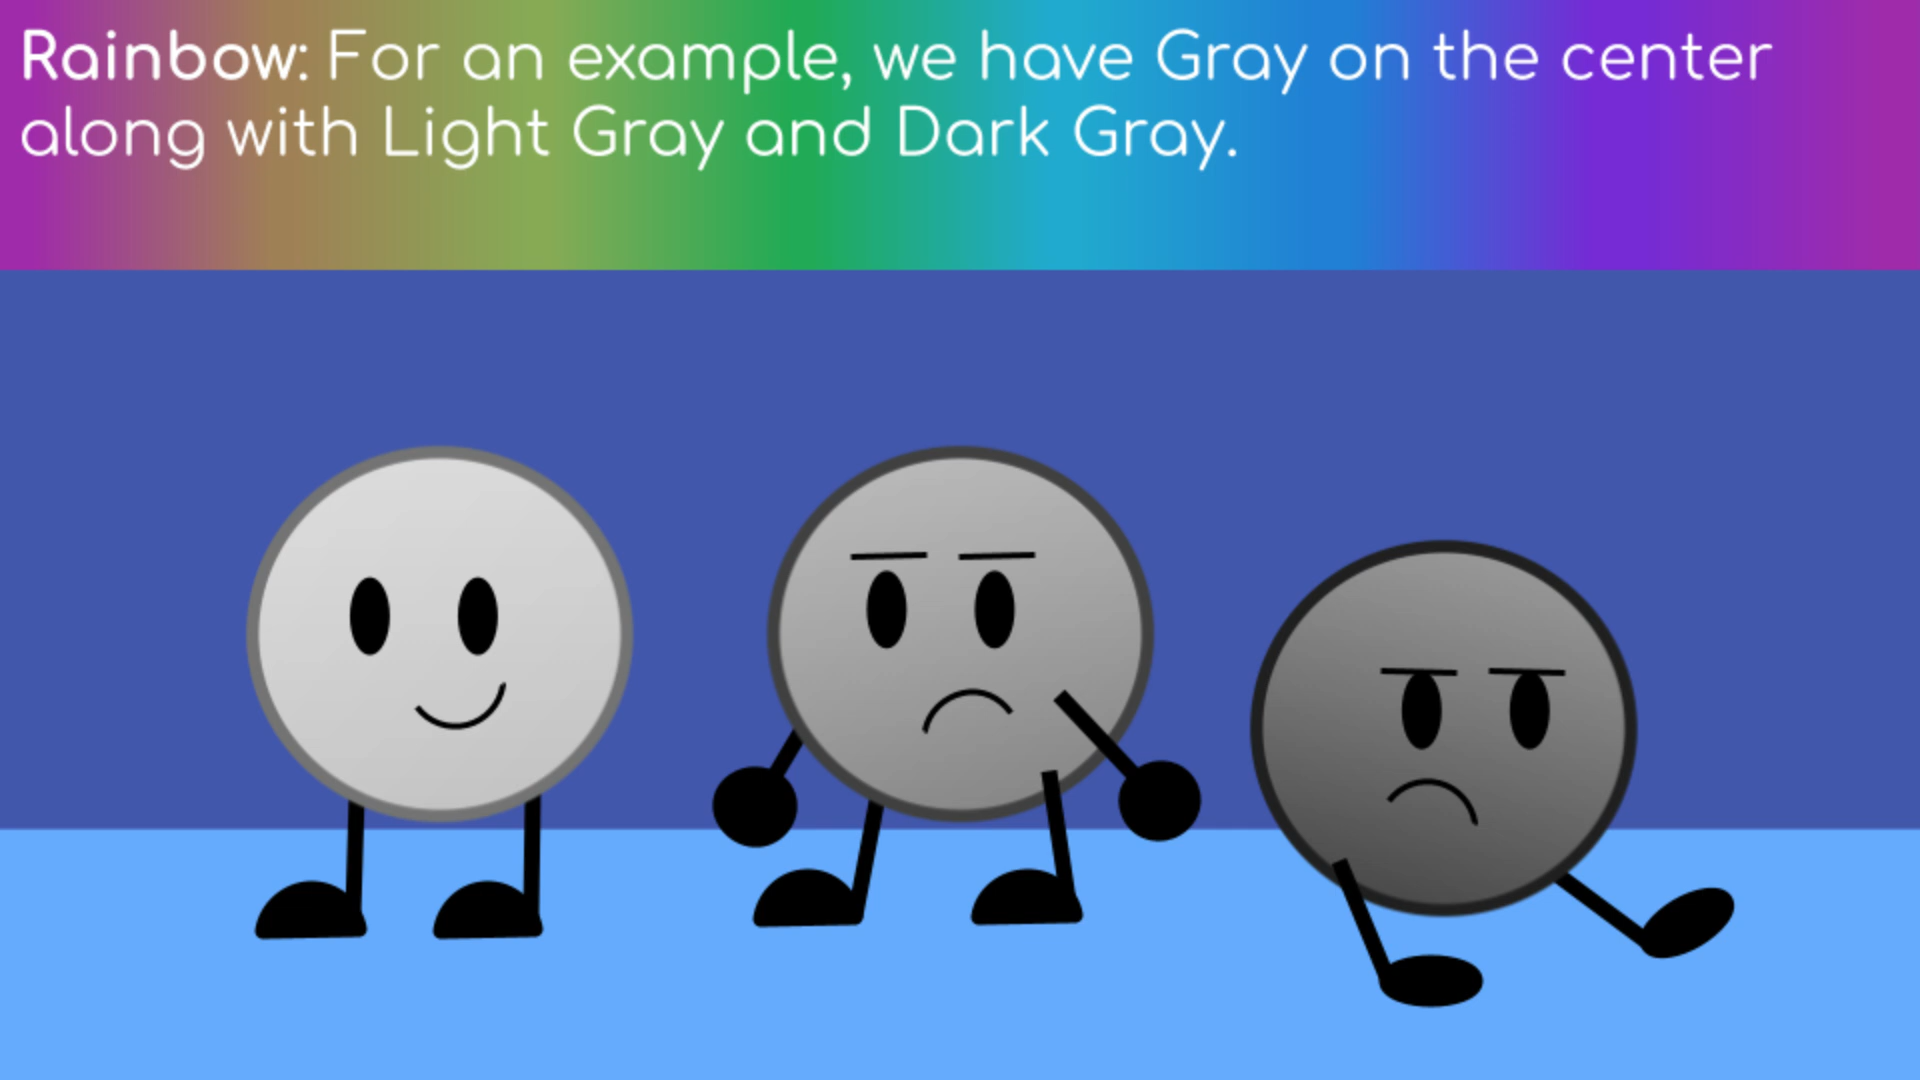 Rainbow: For an example, we have Gray on the center
along with Light Gray and Dark Gray.